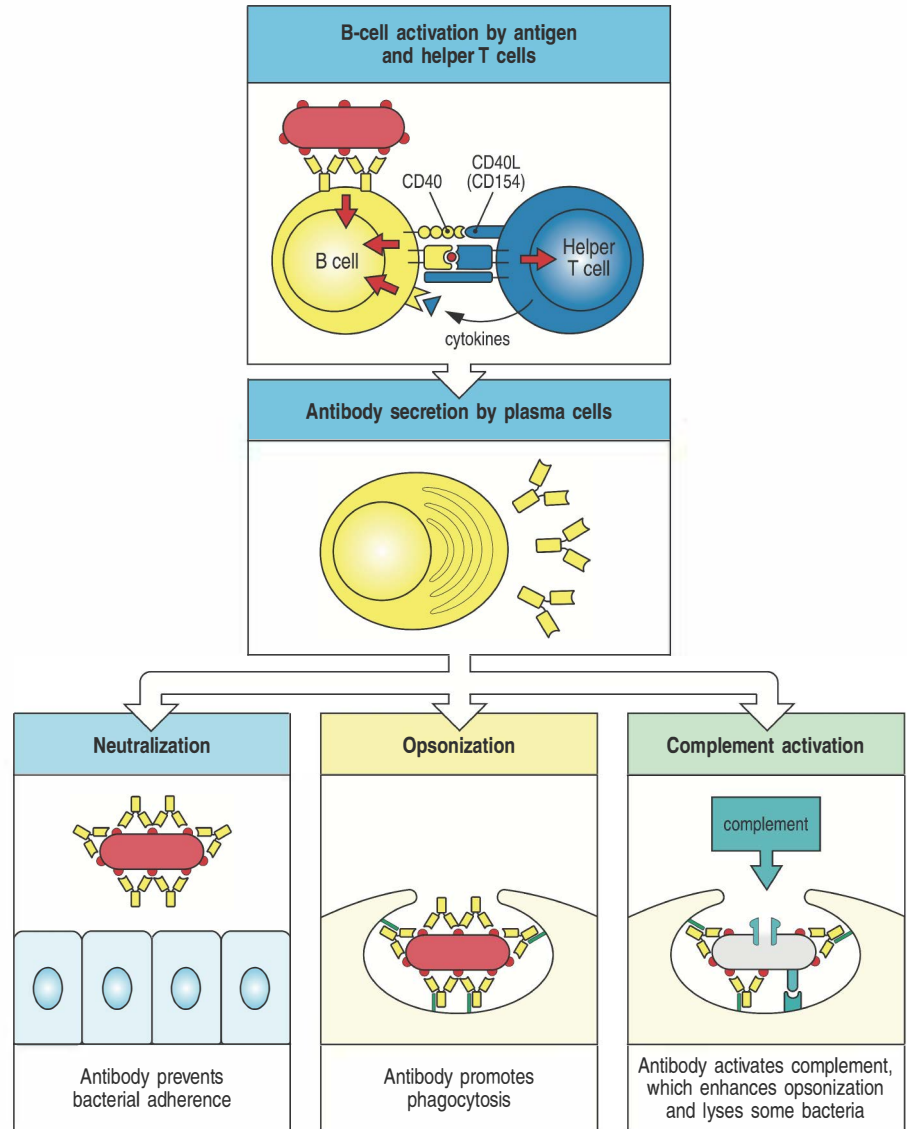 B-cell activation by antigen
and helper T cells
CD40
CD40L
(CD154)
B cell
Helper
T cell
cytokines
Antibody secretion by plasma cells
Neutralization
Opsonization
Complement activation
complement
Antibody prevents
bacterial adherence
Antibody promotes
phagocytosis
Antibody activates complement,
which enhances opsonization
and lyses some bacteria